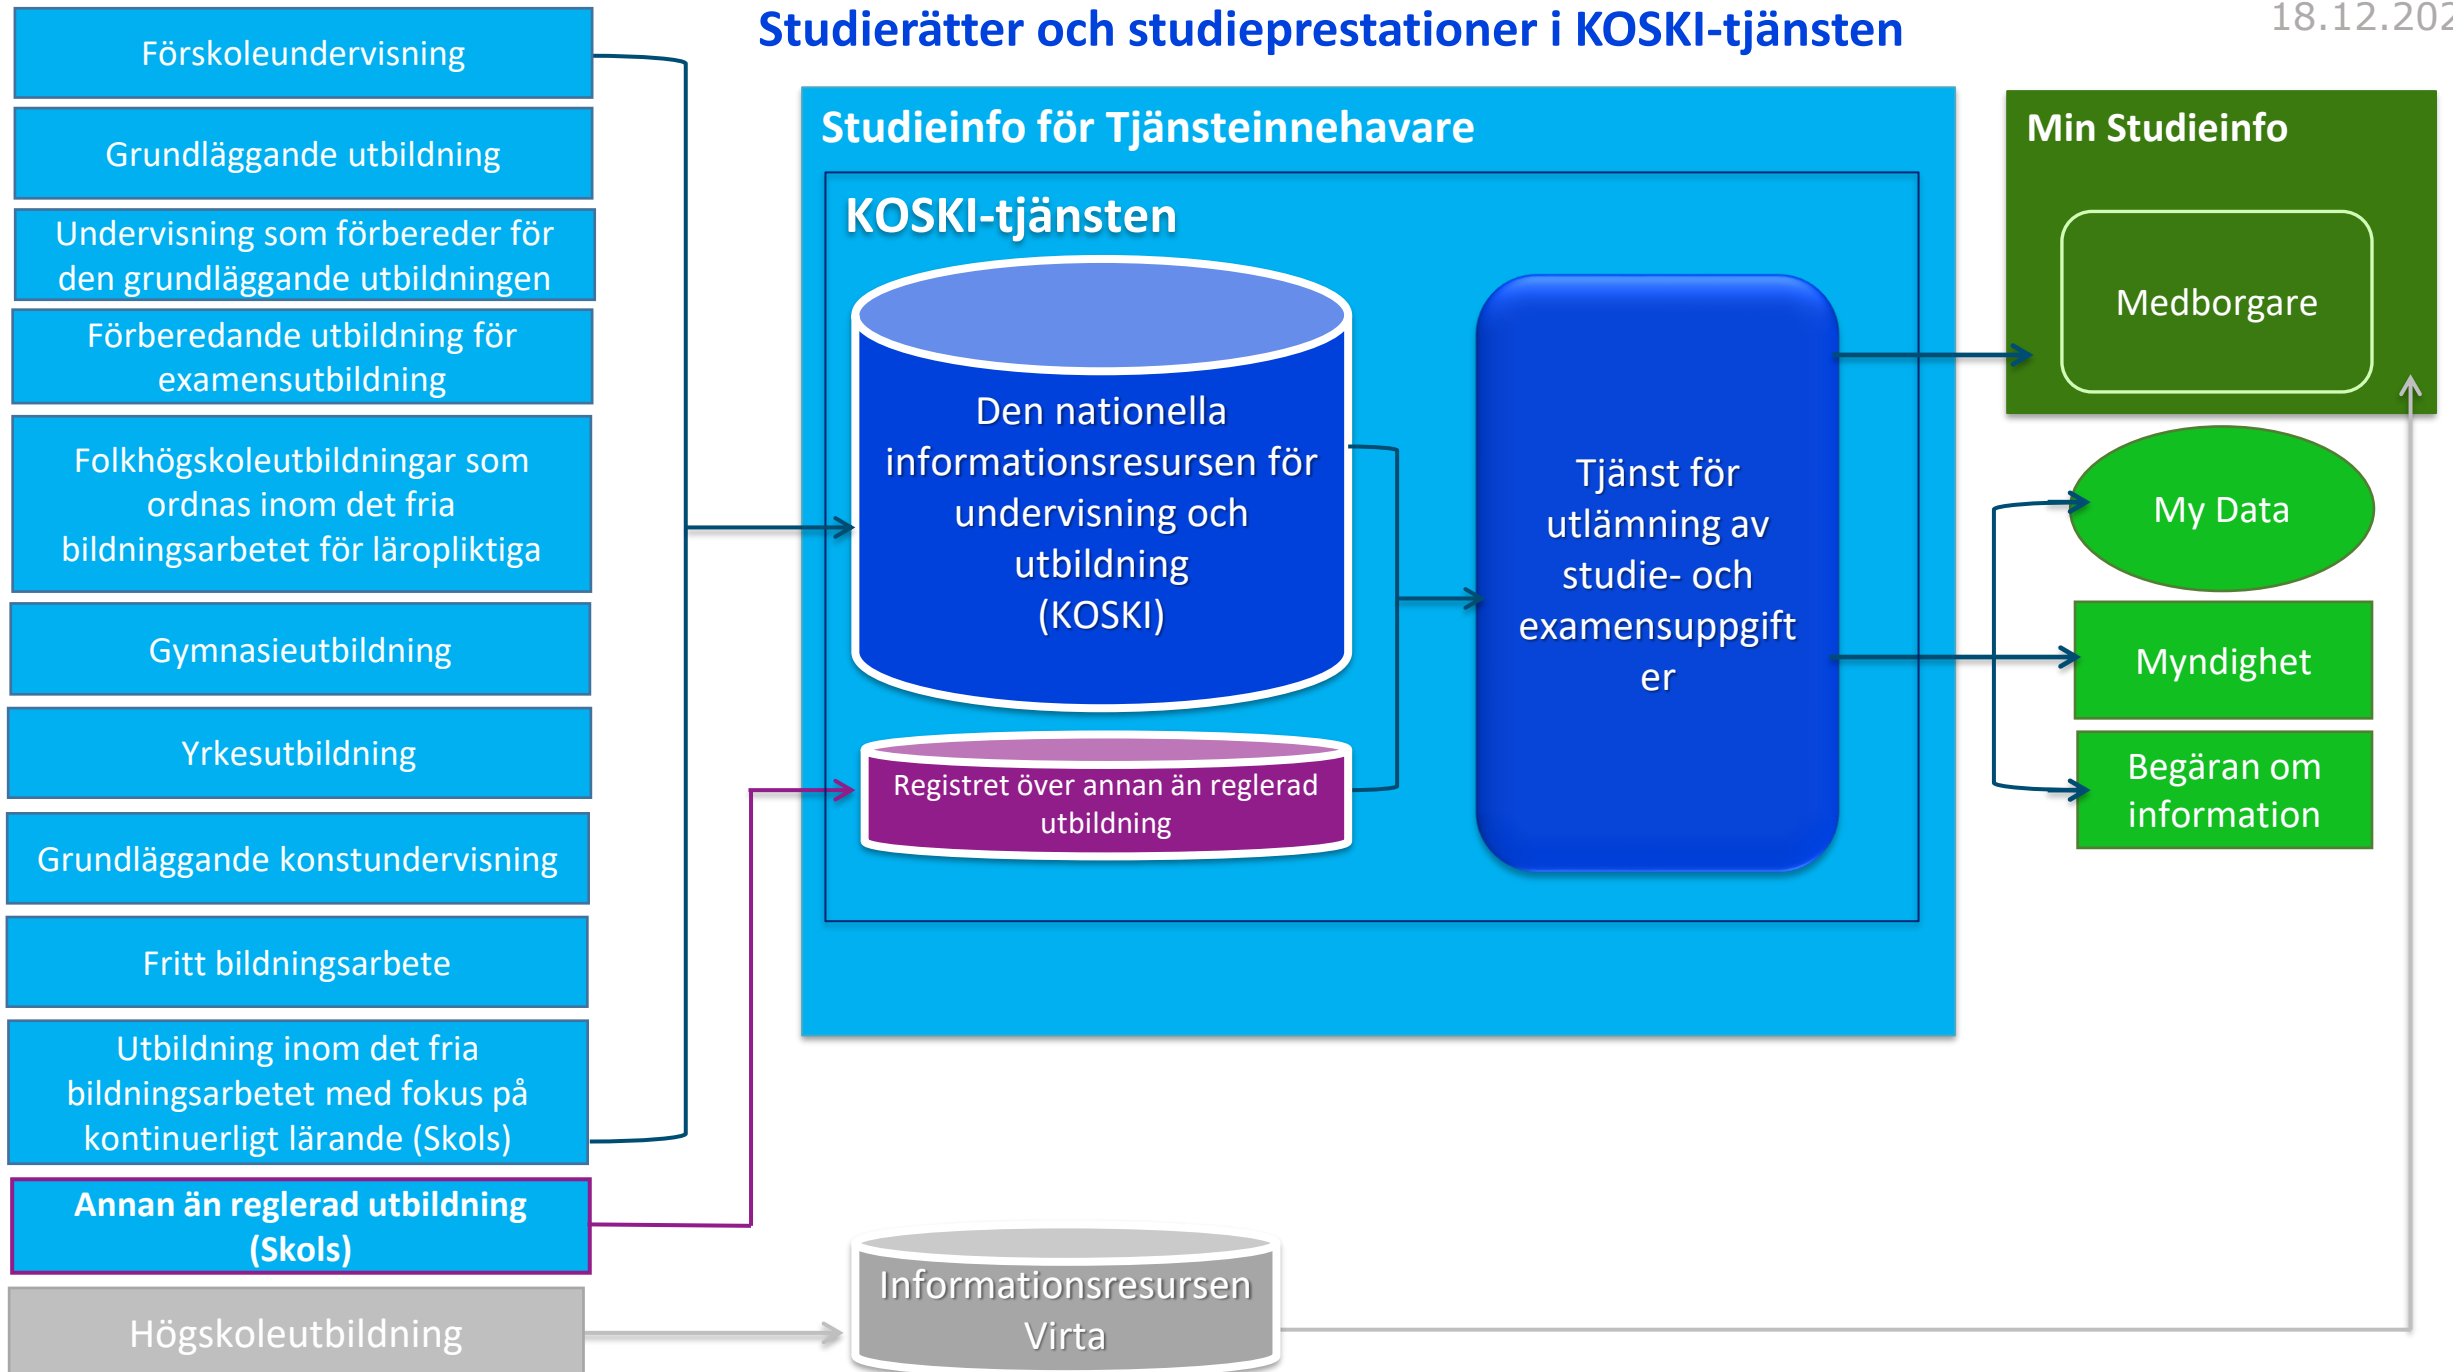 Studierätter och studieprestationer i KOSKI-tjänsten
18.12.202
Förskoleundervisning
Grundläggande utbildning
Undervisning som förbereder för
den grundläggande utbildningen
Förberedande utbildning för
examensutbildning
Folkhögskoleutbildningar som
ordnas inom det fria
bildningsarbetet för läropliktiga
Gymnasieutbildning
Yrkesutbildning
Grundläggande konstundervisning
Fritt bildningsarbete
Utbildning inom det fria
bildningsarbetet med fokus på
kontinuerligt lärande (Skols)
Annan än reglerad utbildning
(Skols)
Högskoleutbildning
Studieinfo för Tjänsteinnehavare
KOSKI-tjänsten
Den nationella
informationsresursen för
undervisning och
utbildning
(KOSKI)
Registret över annan än reglerad
utbildning
Tjänst för
utlämning av
studie- och
examensuppgift
er
Informationsresursen
Virta
Min Studieinfo
Medborgare
My Data
Myndighet
Begäran om
information